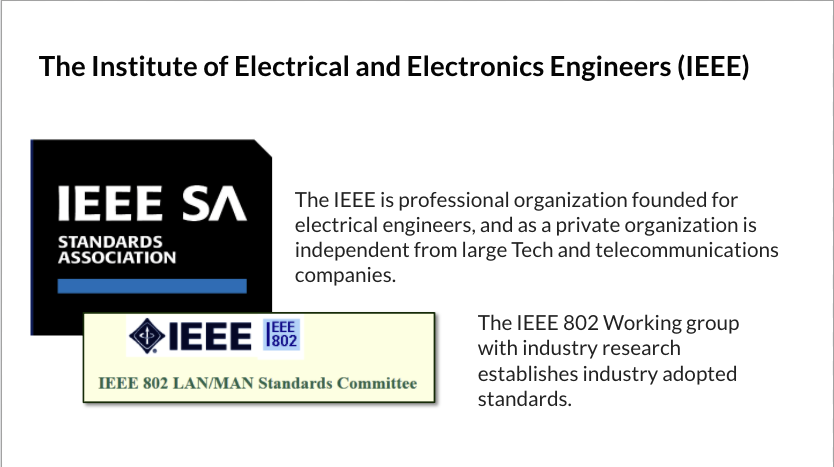 The Institute of Electrical and Electronics Engineers (IEEE)
IEEE SA
STANDARDS
ASSOCIATION
The IEEE is professional organization founded for
electrical engineers, and as a private organization is
independent from large Tech and telecommunications
companies.
IEEE IEEE
802
IEEE 802 LAN/MAN Standards Committee
The IEEE 802 Working group
with industry research
establishes industry adopted
standards.